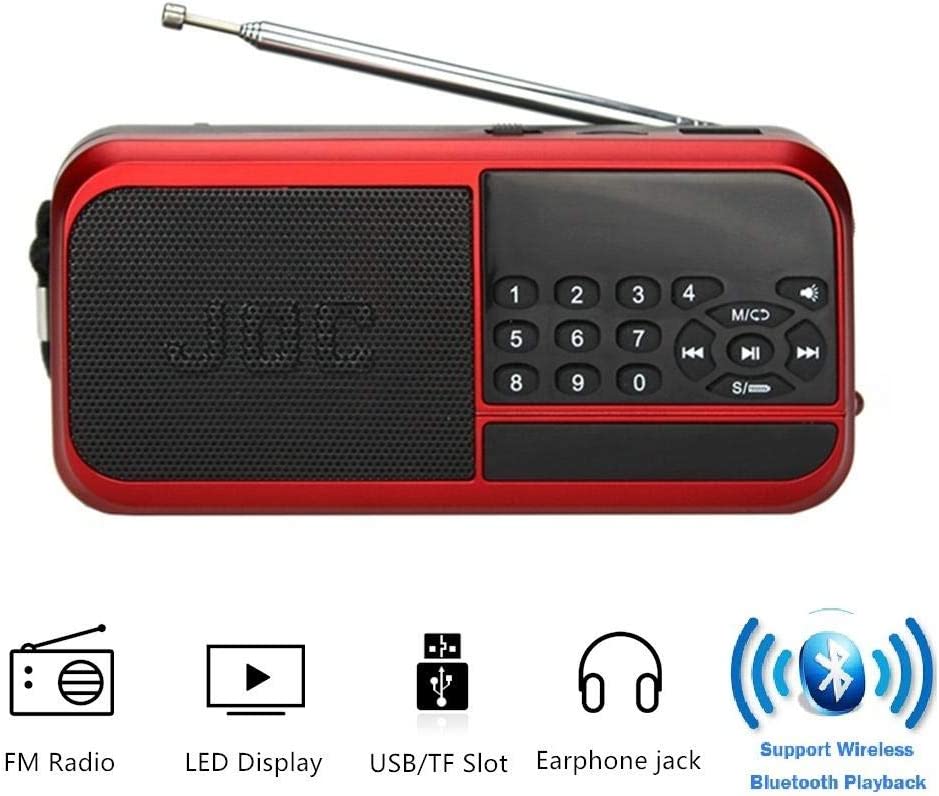 JOC
1 2 3 4
M/
5 6 7
8 9 0
S/
FM Radio
LED Display
USB/TF Slot
Earphone jack
Support Wireless
Bluetooth Playback